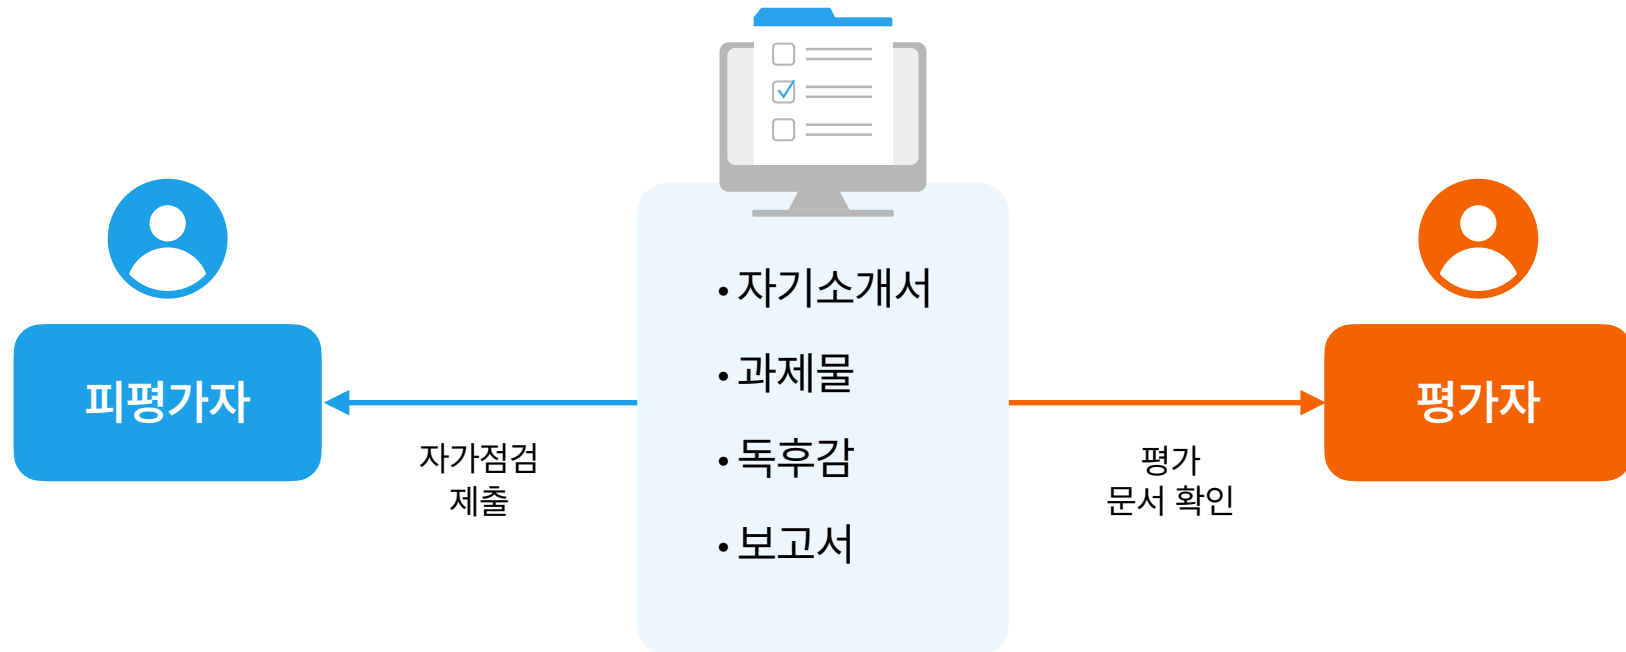 • 자기소개서
• 과제물
• 독후감
• 보고서
피평가자
자가점검
제출
평가
문서 확인
평가자